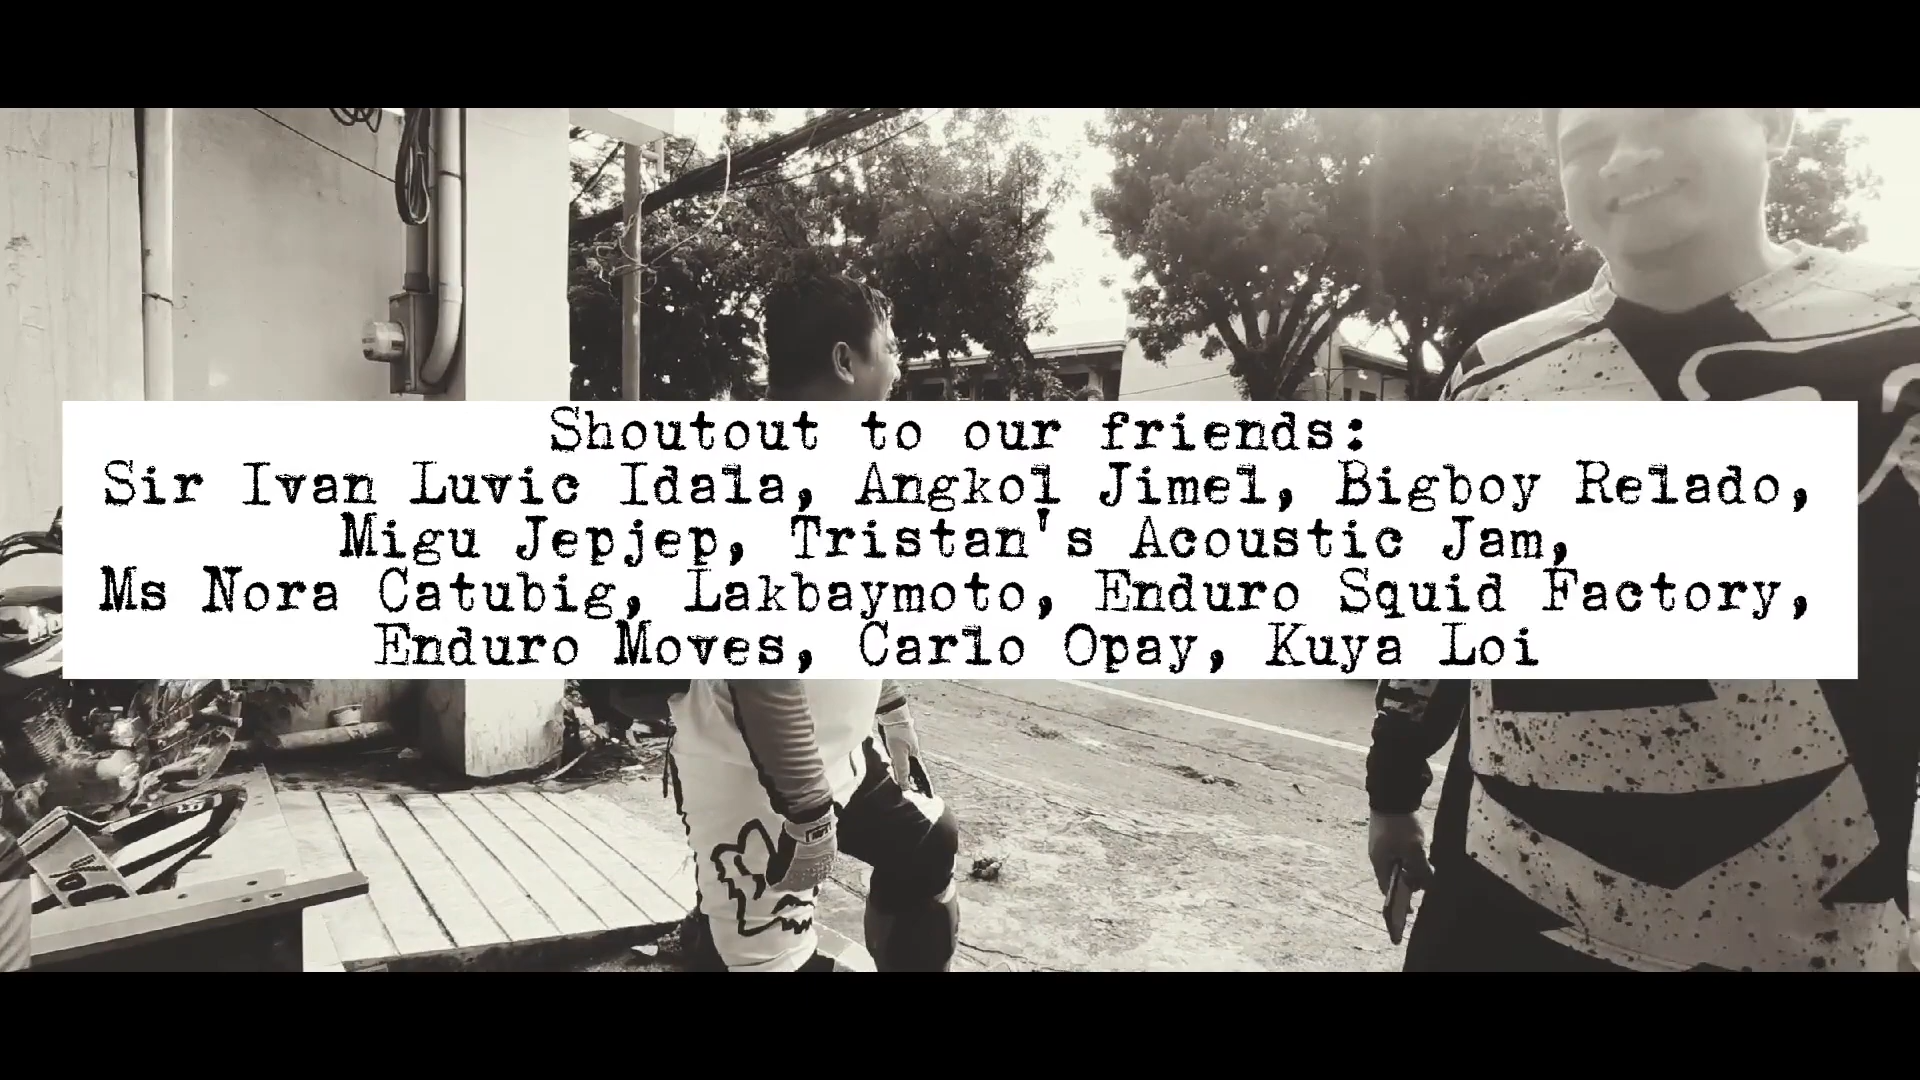 Shoutout to our friends:
Sir Ivan Luvic Idala, Angkol Jimel, Bigboy Relado,
Migu Jepjep, Tristan's Acoustic Jam,
Ms Nora Catubig, Lakbaymoto, Enduro Squid Factory,
Enduro Moves, Carlo Opay, Kuya Loi